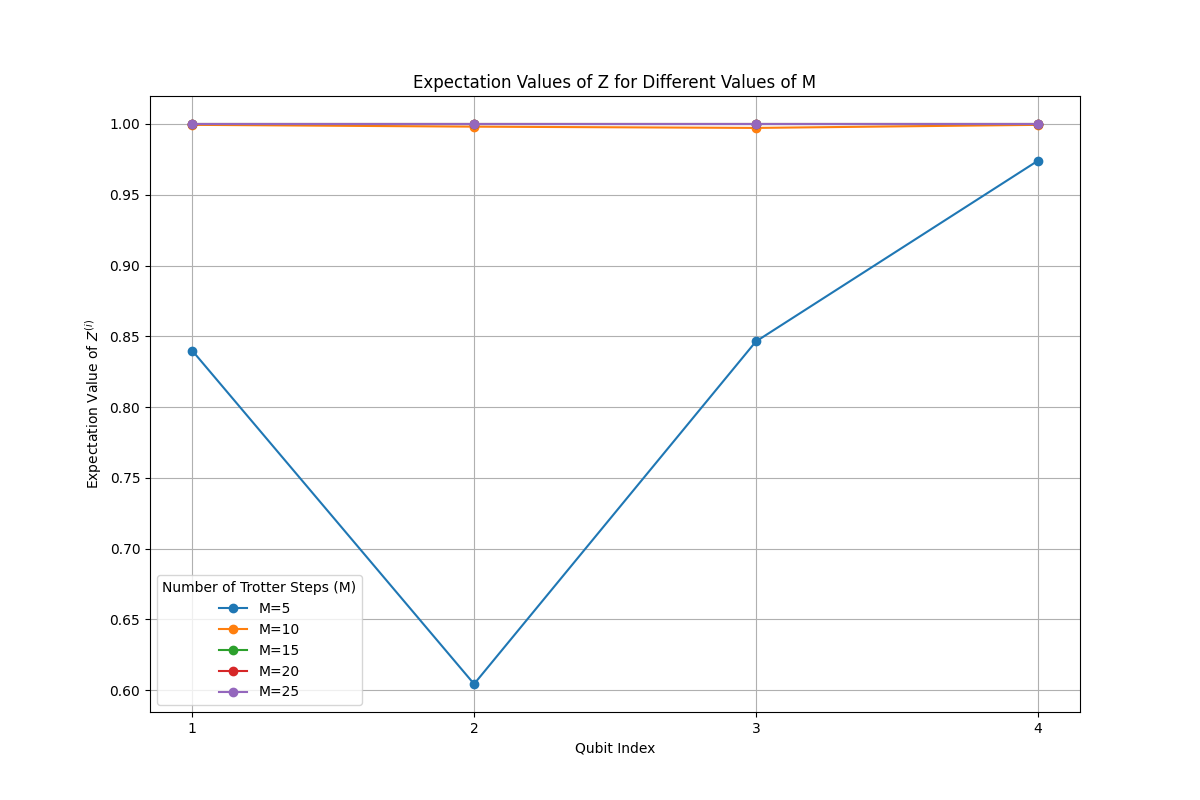 Expectation Values of Z for Different Values of M
Expectation Value of Z^{(i)}
1.00
0.95
0.90
0.85
0.80
0.75
0.70
0.65
0.60
Number of Trotter Steps (M)
M=5
M=10
M=15
M=20
M=25
1 2 3 4
Qubit Index